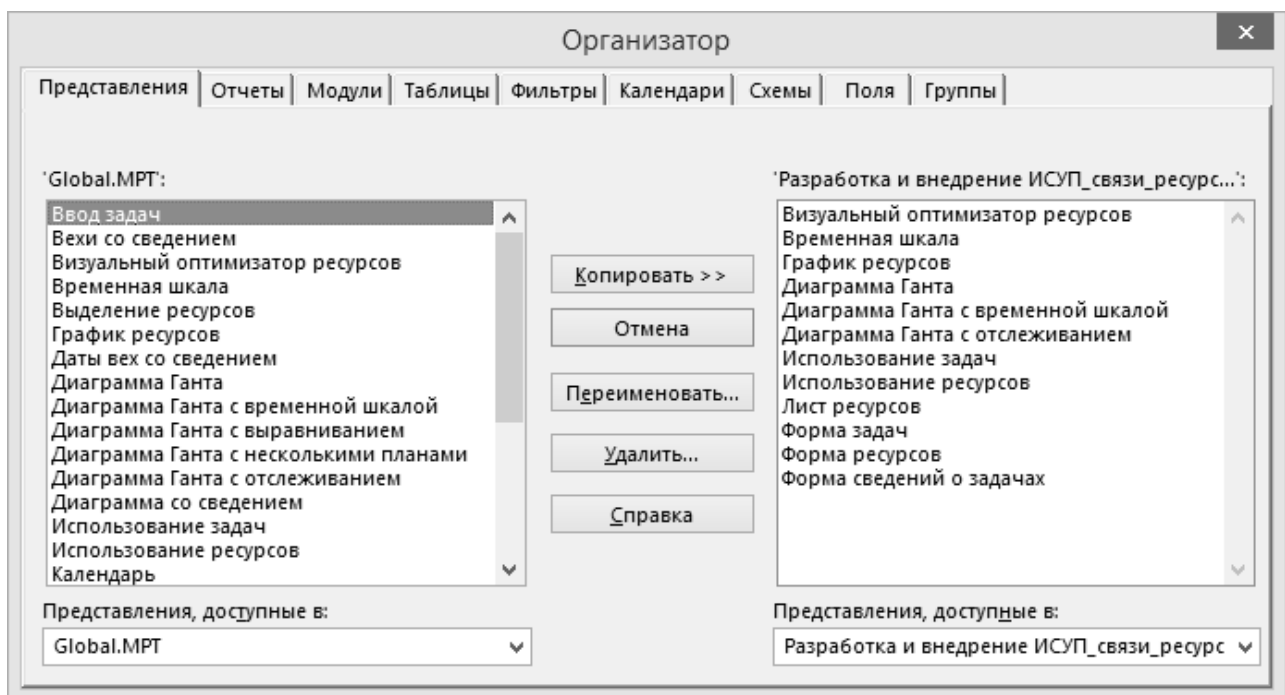 Организатор
Представления Отчеты Модули Таблицы Фильтры Календари Схемы Поля Группы
'Global.MPT':
'Разработка и внедрение ИСУП_связи_ресурс...':
Ввод задач
Вехи со сведением
Визуальный оптимизатор ресурсов
Временная шкала
Выделение ресурсов
График ресурсов
Даты вех со сведением
Диаграмма Ганта
Диаграмма Ганта с временной шкалой
Диаграмма Ганта с выравниванием
Диаграмма Ганта с несколькими планами
Диаграмма Ганта с отслеживанием
Диаграмма со сведением
Использование задач
Использование ресурсов
Календарь
Копировать >>
Отмена
Переименовать...
Удалить...
Справка
Визуальный оптимизатор ресурсов
Временная шкала
График ресурсов
Диаграмма Ганта
Диаграмма Ганта с временной шкалой
Диаграмма Ганта с отслеживанием
Использование задач
Использование ресурсов
Лист ресурсов
Форма задач
Форма ресурсов
Форма сведений о задачах
Представления, доступные в:
Global.MPT
Представления, доступные в:
Разработка и внедрение ИСУП_связи_ресурс